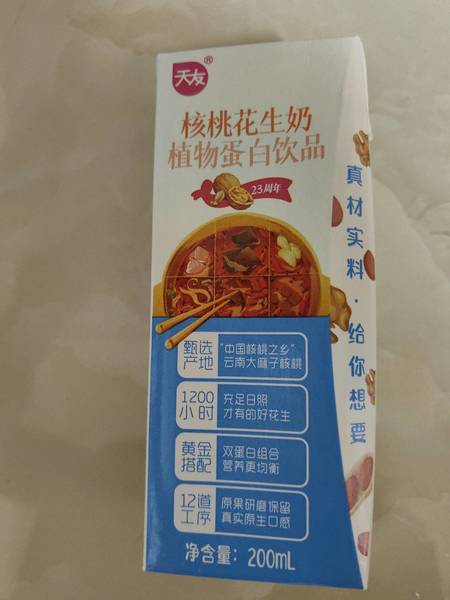 天友®
核桃花生奶
植物蛋白饮品
23周年
甄选
产地
"中国核桃之乡"
云南大麻子核桃
1200
小时
充足日照
才有的好花生
黄金
搭配
双蛋白组合
营养更均衡
12道
工序
原果研磨保留
真实原生口感
净含量：200mL
真材实料·给你想要